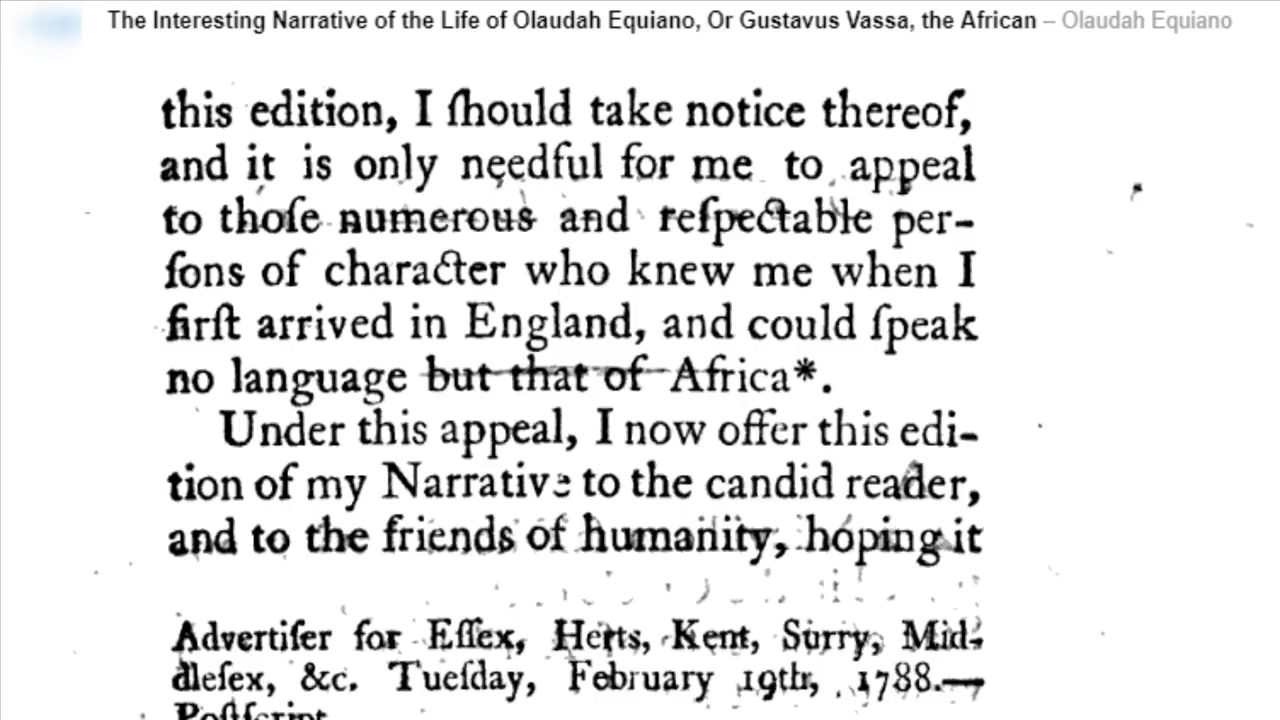 The Interesting Narrative of the Life of Olaudah Equiano, Or Gustavus Vassa, the African – Olaudah Equiano
this edition, I ſhould take notice thereof,
and it is only needful for me to appeal
to thoſe numerous and reſpectable per-
ſons of character who knew me when I
firſt arrived in England, and could ſpeak
no language but that of Africa*.
Under this appeal, I now offer this edi-
tion of my Narrative to the candid reader,
and to the friends of humanity, hoping it
Advertiſer for Eſſex, Herts, Kent, Surry, Mid-
dleſex, &c. Tueſday, February 19th, 1788.—
Poſtſcript